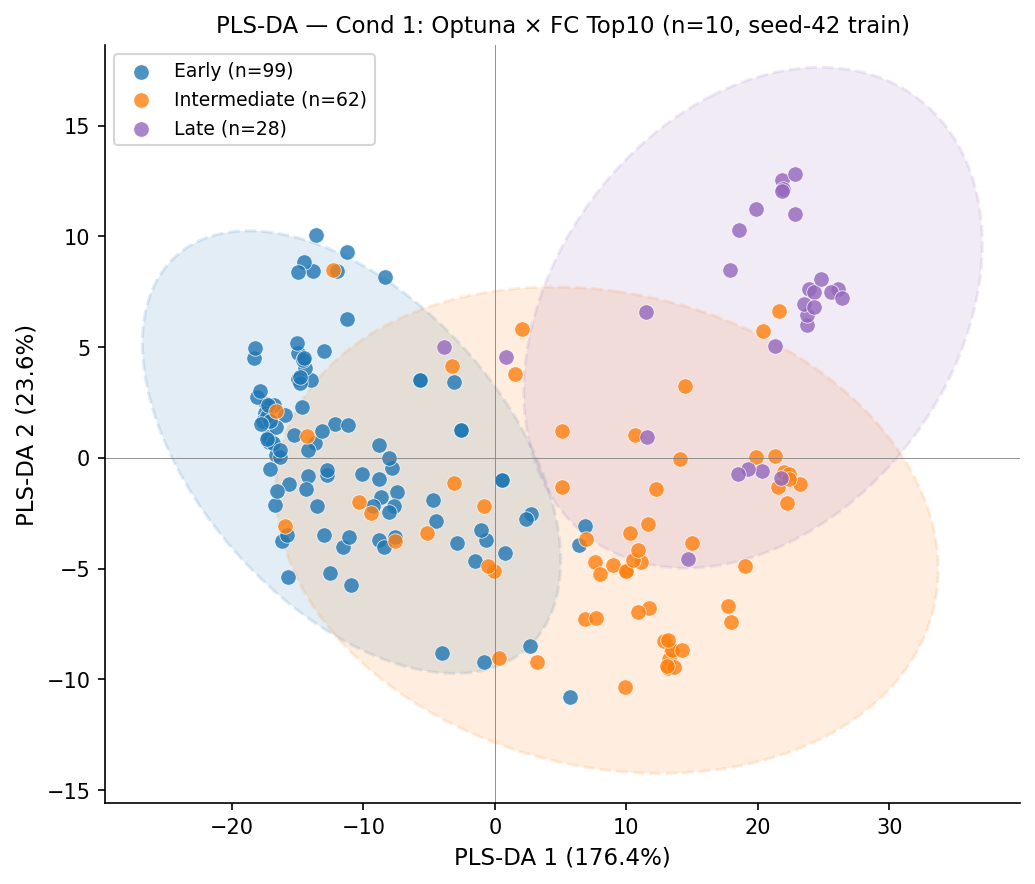 PLS-DA — Cond 1: Optuna × FC Top10 (n=10, seed-42 train)
Early (n=99)
Intermediate (n=62)
Late (n=28)
PLS-DA 2 (23.6%)
15
10
5
0
−5
−10
−15
−20
−10
0
10
20
30
PLS-DA 1 (176.4%)